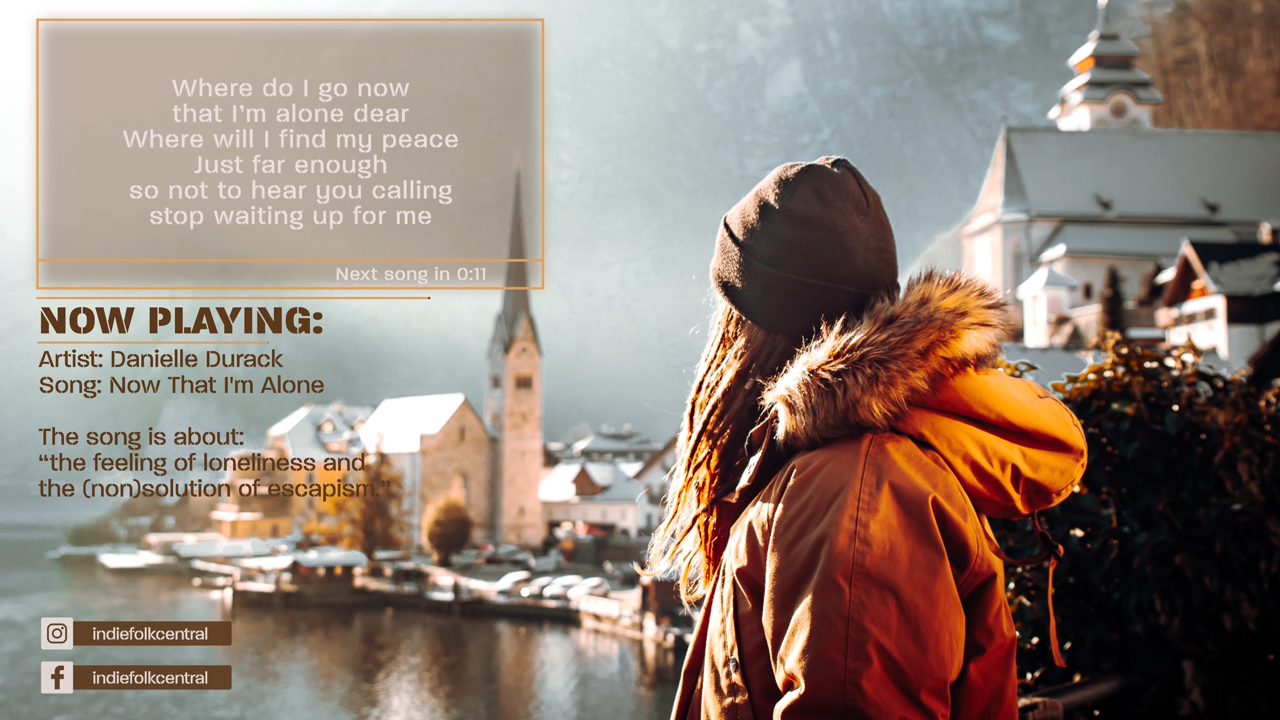 Where do I go now
that I'm alone dear
Where will I find my peace
Just far enough
so not to hear you calling
stop waiting up for me
Next song in 0:11
NOW PLAYING:
Artist: Danielle Durack
Song: Now That I'm Alone
The song is about:
“the feeling of loneliness and
the (non)solution of escapism.”
indiefolkcentral
indiefolkcentral